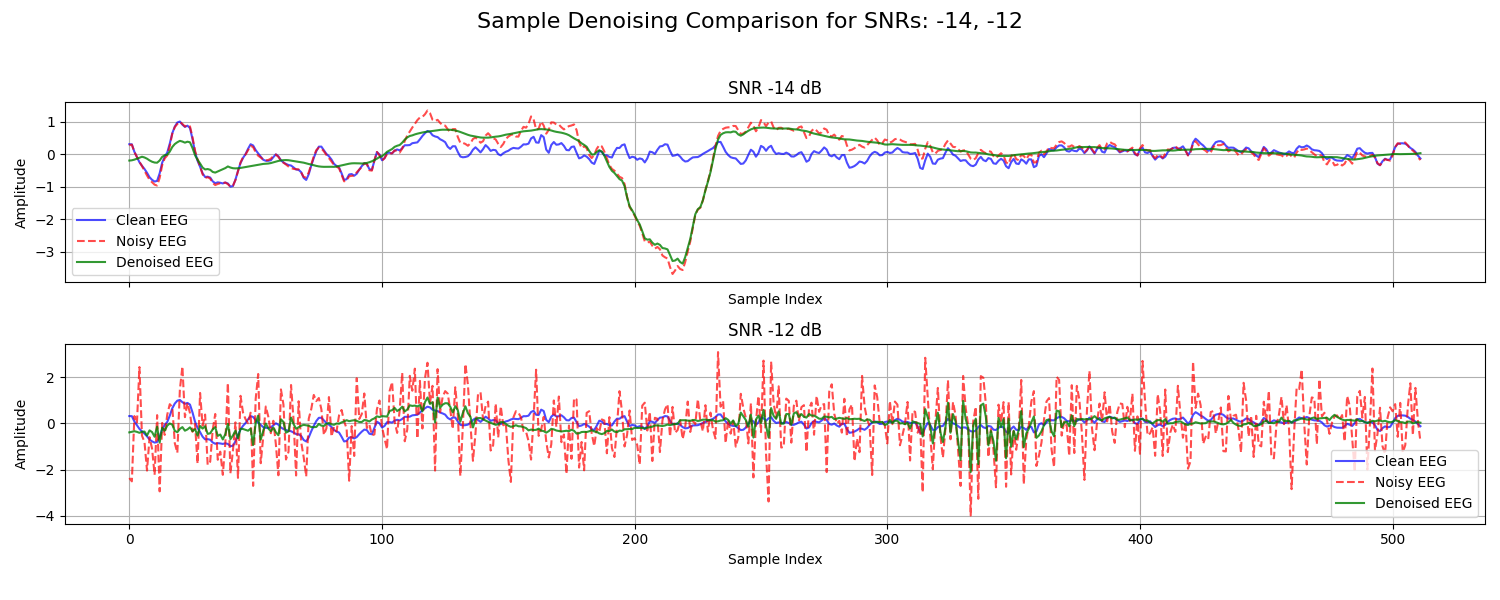 Sample Denoising Comparison for SNRs: -14, -12
SNR -14 dB
Amplitude
1
0
−1
−2
−3
Clean EEG
Noisy EEG
Denoised EEG
Sample Index
SNR -12 dB
Amplitude
2
0
−2
−4
Clean EEG
Noisy EEG
Denoised EEG
0 100 200 300 400 500
Sample Index